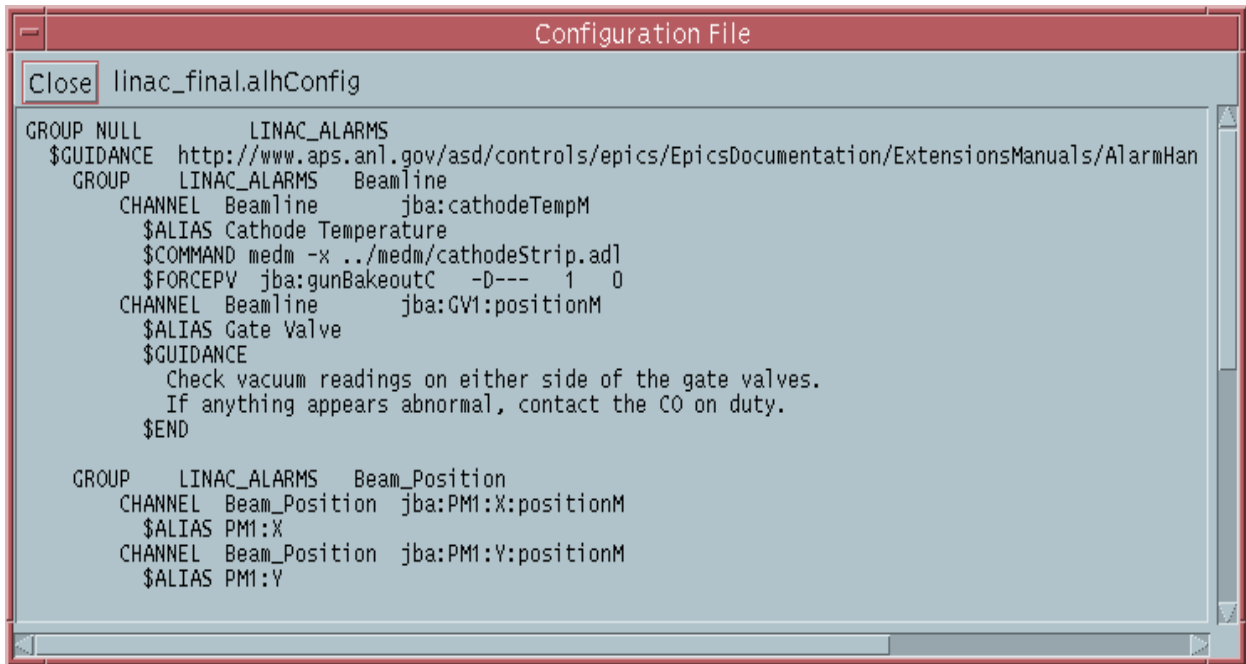 Configuration File
Close linac_final.alhConfig
GROUP NULL LINAC_ALARMS
$GUIDANCE http://www.aps.anl.gov/asd/controls/epics/EpicsDocumentation/ExtensionsManuals/AlarmHan
GROUP LINAC_ALARMS Beamline
CHANNEL Beamline jba:cathodeTempM
$ALIAS Cathode Temperature
$COMMAND medm -x ../medm/cathodeStrip.adl
$FORCEPV jba:gunBakeoutC -D--- 1 0
CHANNEL Beamline jba:GV1:positionM
$ALIAS Gate Valve
$GUIDANCE
Check vacuum readings on either side of the gate valves.
If anything appears abnormal, contact the CO on duty.
$END
GROUP LINAC_ALARMS Beam_Position
CHANNEL Beam_Position jba:PM1:X:positionM
$ALIAS PM1:X
CHANNEL Beam_Position jba:PM1:Y:positionM
$ALIAS PM1:Y